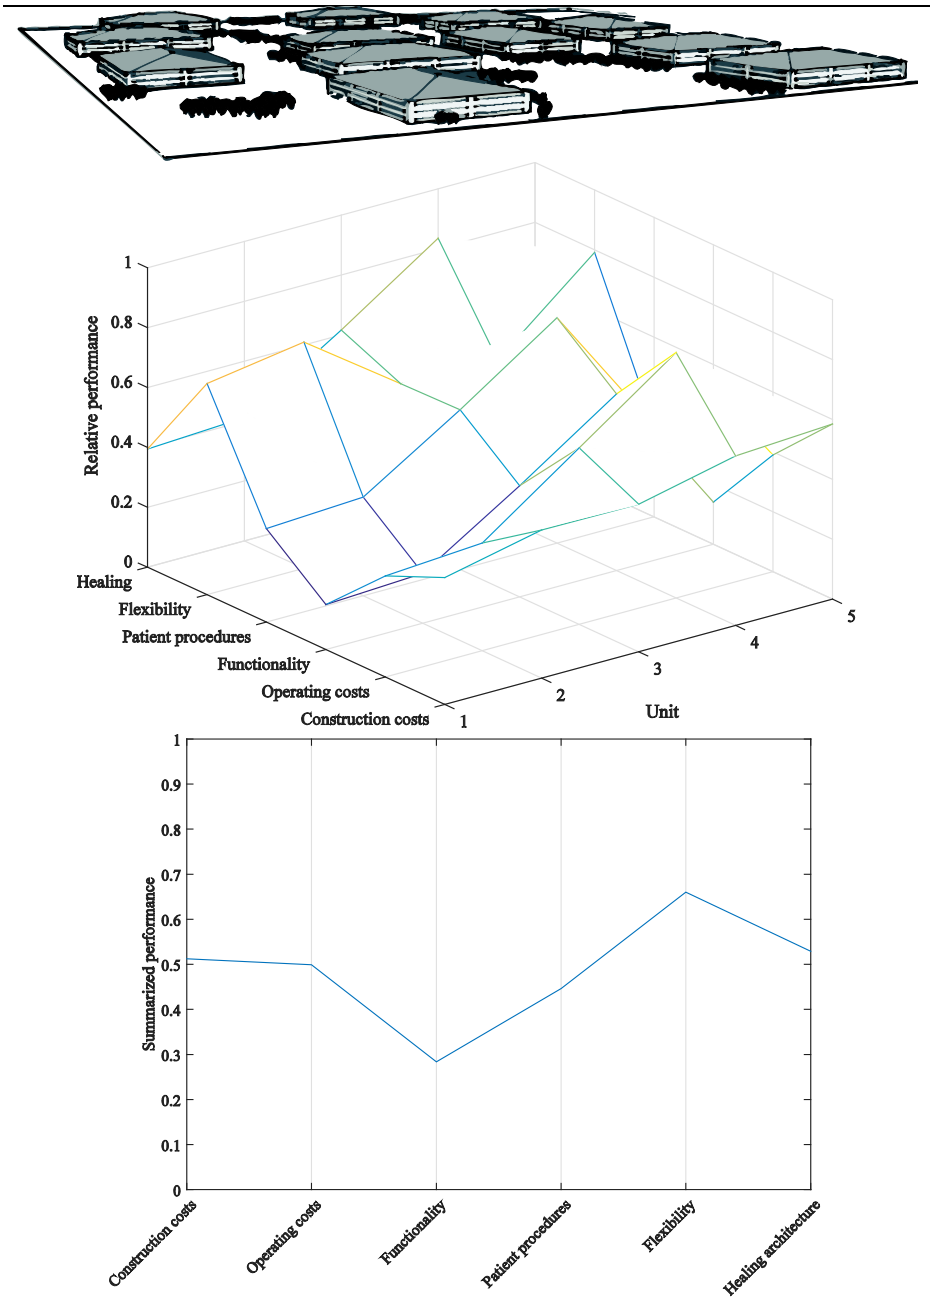 1
0.8
0.6
0.4
0.2
0
Relative performance
Healing
Flexibility
Patient procedures
Functionality
Operating costs
Construction costs
1
2
3
4
5
Unit
1
0.9
0.8
0.7
0.6
0.5
0.4
0.3
0.2
0.1
0
Summarized performance
Construction costs
Operating costs
Functionality
Patient procedures
Flexibility
Healing architecture